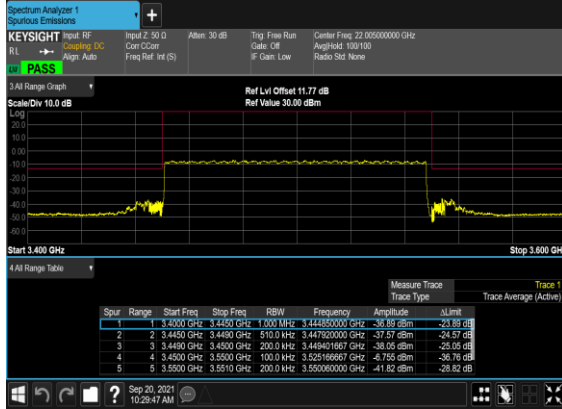 Spectrum Analyzer 1
Spurious Emissions
KEYSIGHT
RL
Input: RF
Coupling: DC
Align: Auto
Input Z: 50 Ω
Corr CCorr
Freq Ref: Int (S)
Atten: 30 dB
Trig: Free Run
Gate: Off
IF Gain: Low
Center Freq: 22.005000000 GHz
Avg|Hold: 100/100
Radio Std: None
PASS
3 All Range Graph
Ref Lvl Offset 11.77 dB
Scale/Div 10.0 dB
Ref Value 30.00 dBm
Log
20.0
10.0
0.00
-10.0
-20.0
-30.0
-40.0
-50.0
-60.0
Start 3.400 GHz
Stop 3.600 GH
4 All Range Table
Measure Trace Trace 1
Trace Type Trace Average (Active)
Spur Range Start Freq Stop Freq RBW Frequency Amplitude ΔLimit
1 1 3.4000 GHz 3.4450 GHz 1.000 MHz 3.444850000 GHz -36.89 dBm -23.89 dB
2 2 3.4450 GHz 3.4490 GHz 510.0 kHz 3.447920000 GHz -37.57 dBm -24.57 dB
3 3 3.4490 GHz 3.4500 GHz 200.0 kHz 3.449401667 GHz -38.05 dBm -25.05 dB
4 4 3.4500 GHz 3.5500 GHz 100.0 kHz 3.525166667 GHz -6.755 dBm -36.76 dB
5 5 3.5500 GHz 3.5510 GHz 200.0 kHz 3.550060000 GHz -41.82 dBm -28.82 dB
Sep 20, 2021
10:29:47 AM